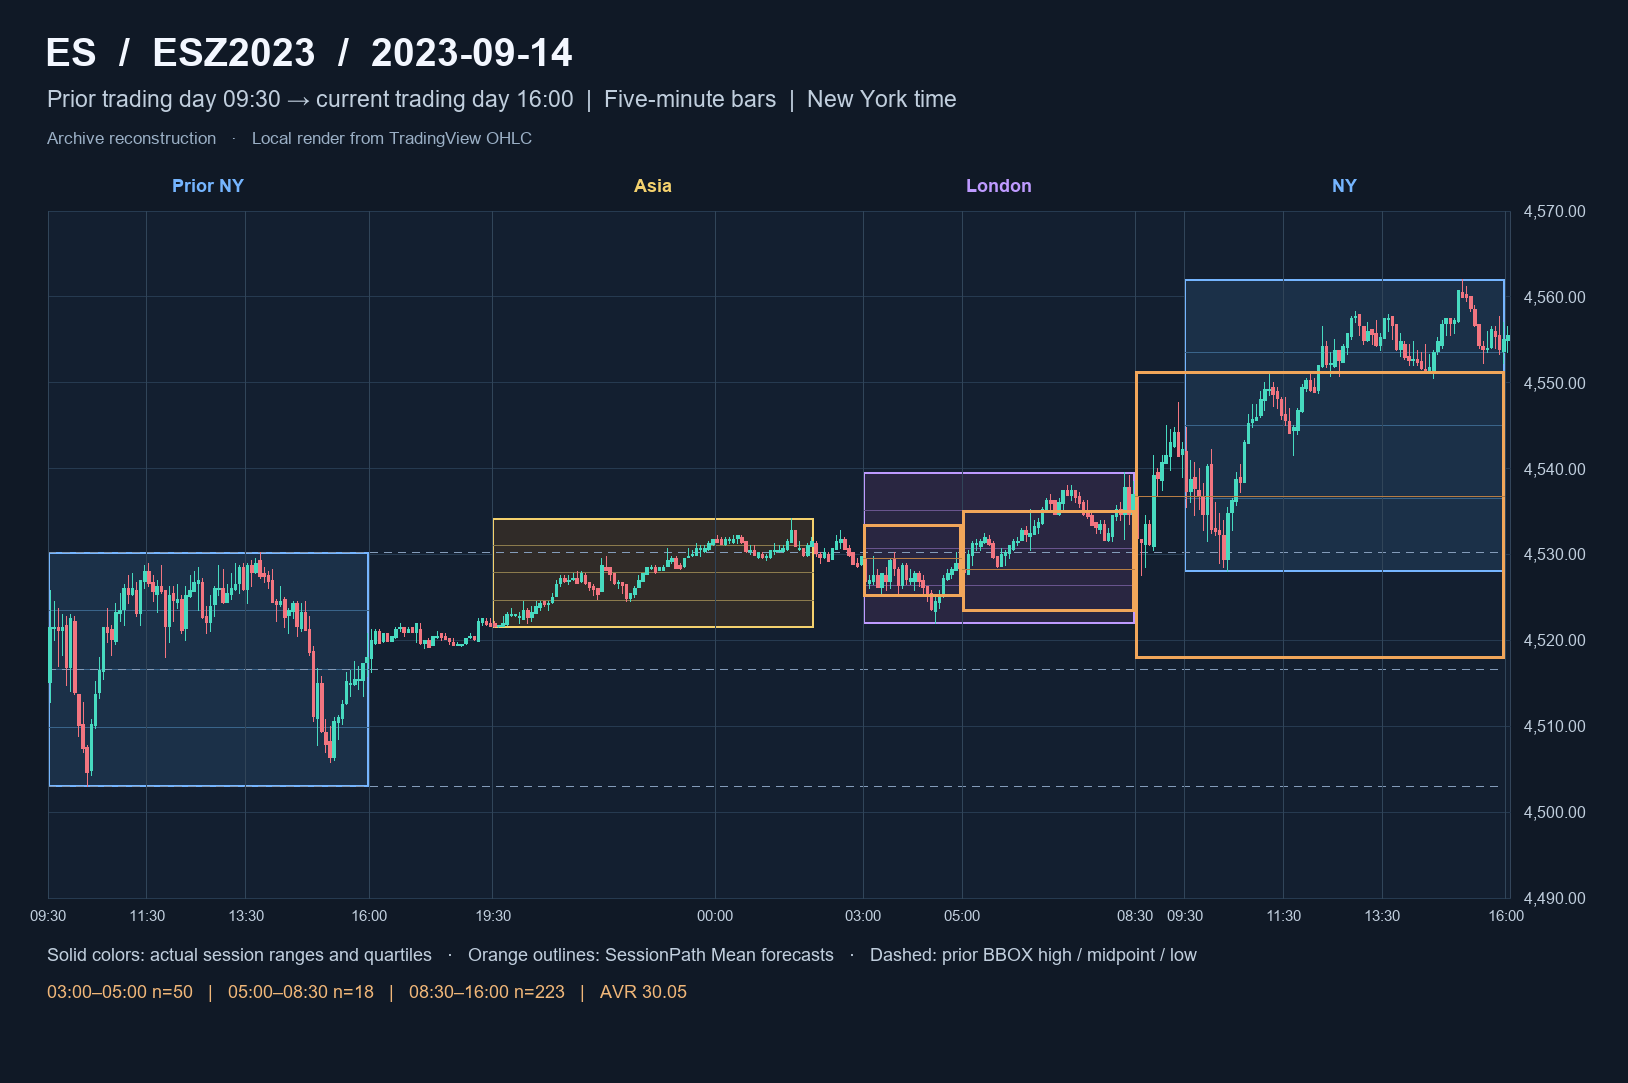 ES / ESZ2023 / 2023-09-14
Prior trading day 09:30 → current trading day 16:00 | Five-minute bars | New York time
Archive reconstruction · Local render from TradingView OHLC
Prior NY Asia London NY
4,570.00
4,560.00
4,550.00
4,540.00
4,530.00
4,520.00
4,510.00
4,500.00
4,490.00
09:30 11:30 13:30 16:00 19:30 00:00 03:00 05:00 08:30 09:30 11:30 13:30 16:00
Solid colors: actual session ranges and quartiles · Orange outlines: SessionPath Mean forecasts · Dashed: prior BBOX high / midpoint / low
03:00–05:00 n=50 | 05:00–08:30 n=18 | 08:30–16:00 n=223 | AVR 30.05